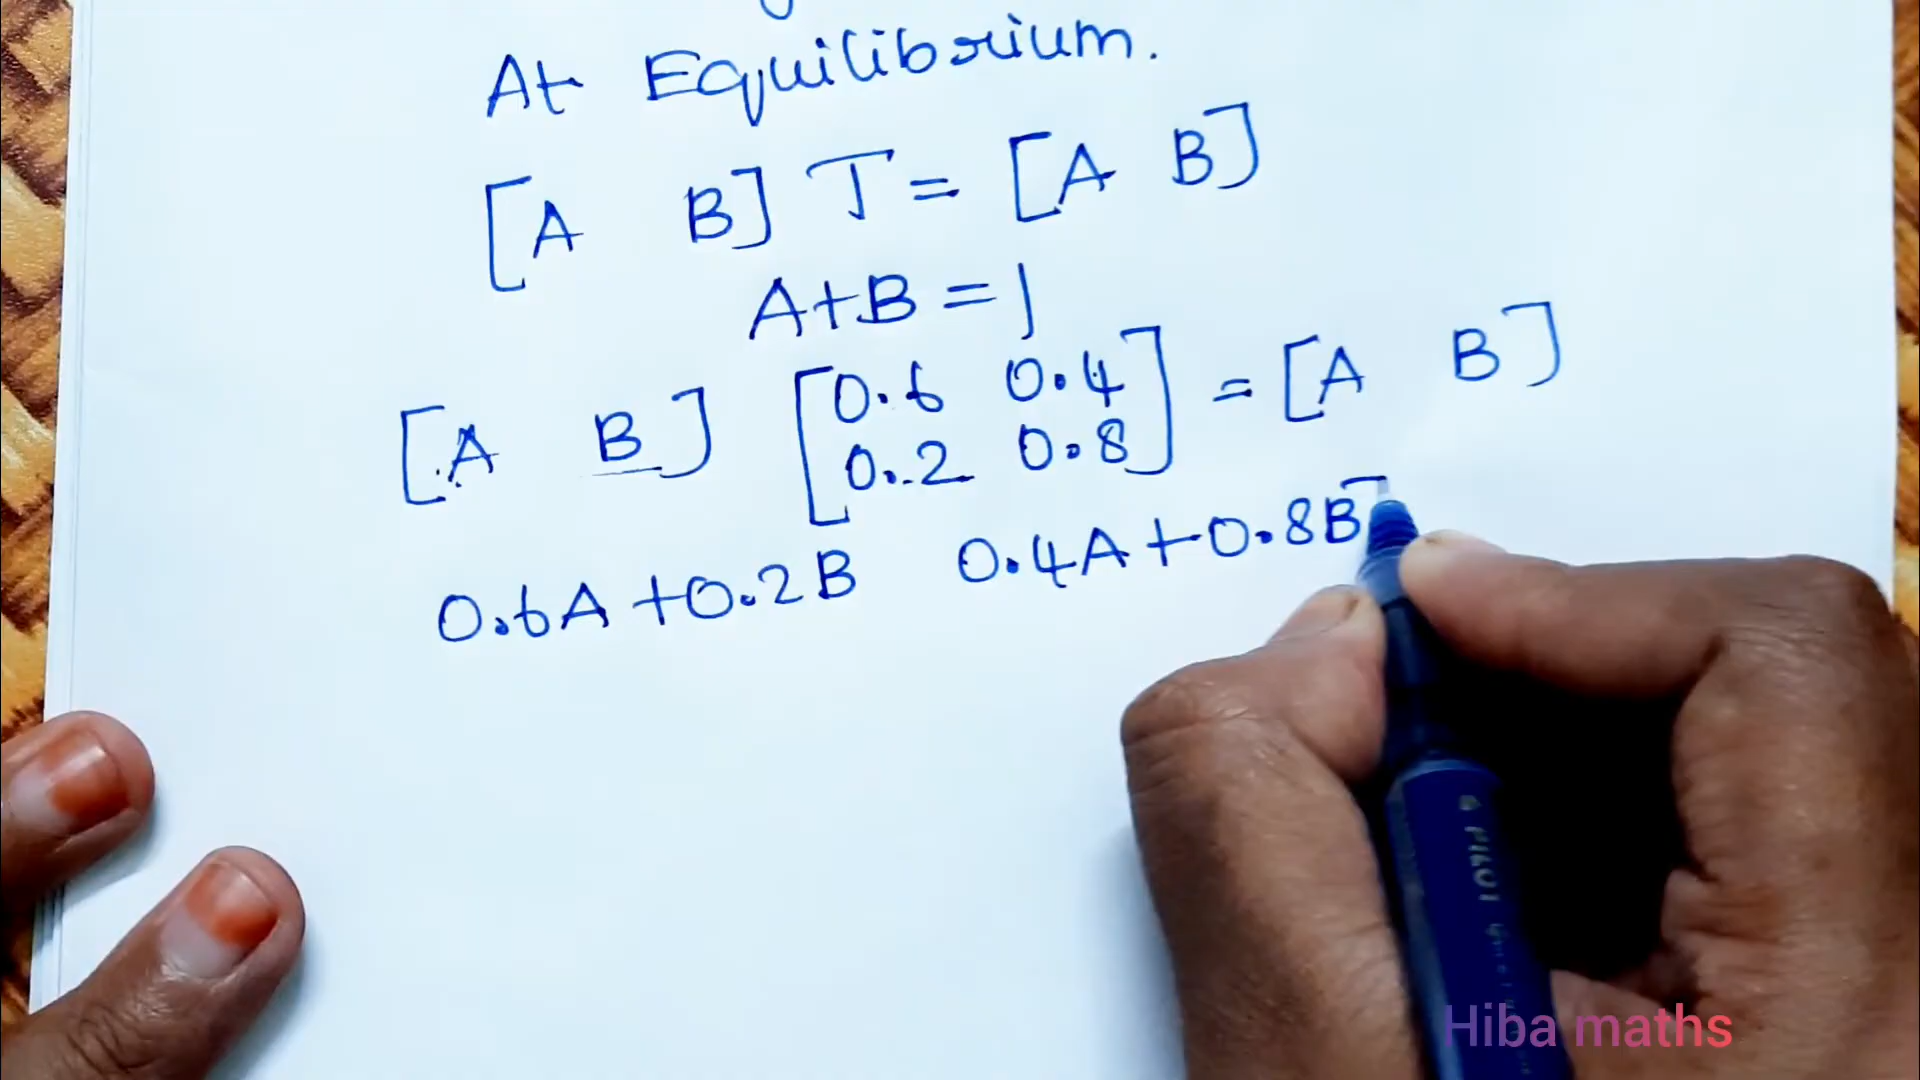 At Equilibrium.
[A B] T = [A B]
A+B = 1
[A B] [0.6 0.4 = [A B]
0.2 0.8]
0.6A + 0.2B 0.4A + 0.8B]
PILOT
Hiba maths